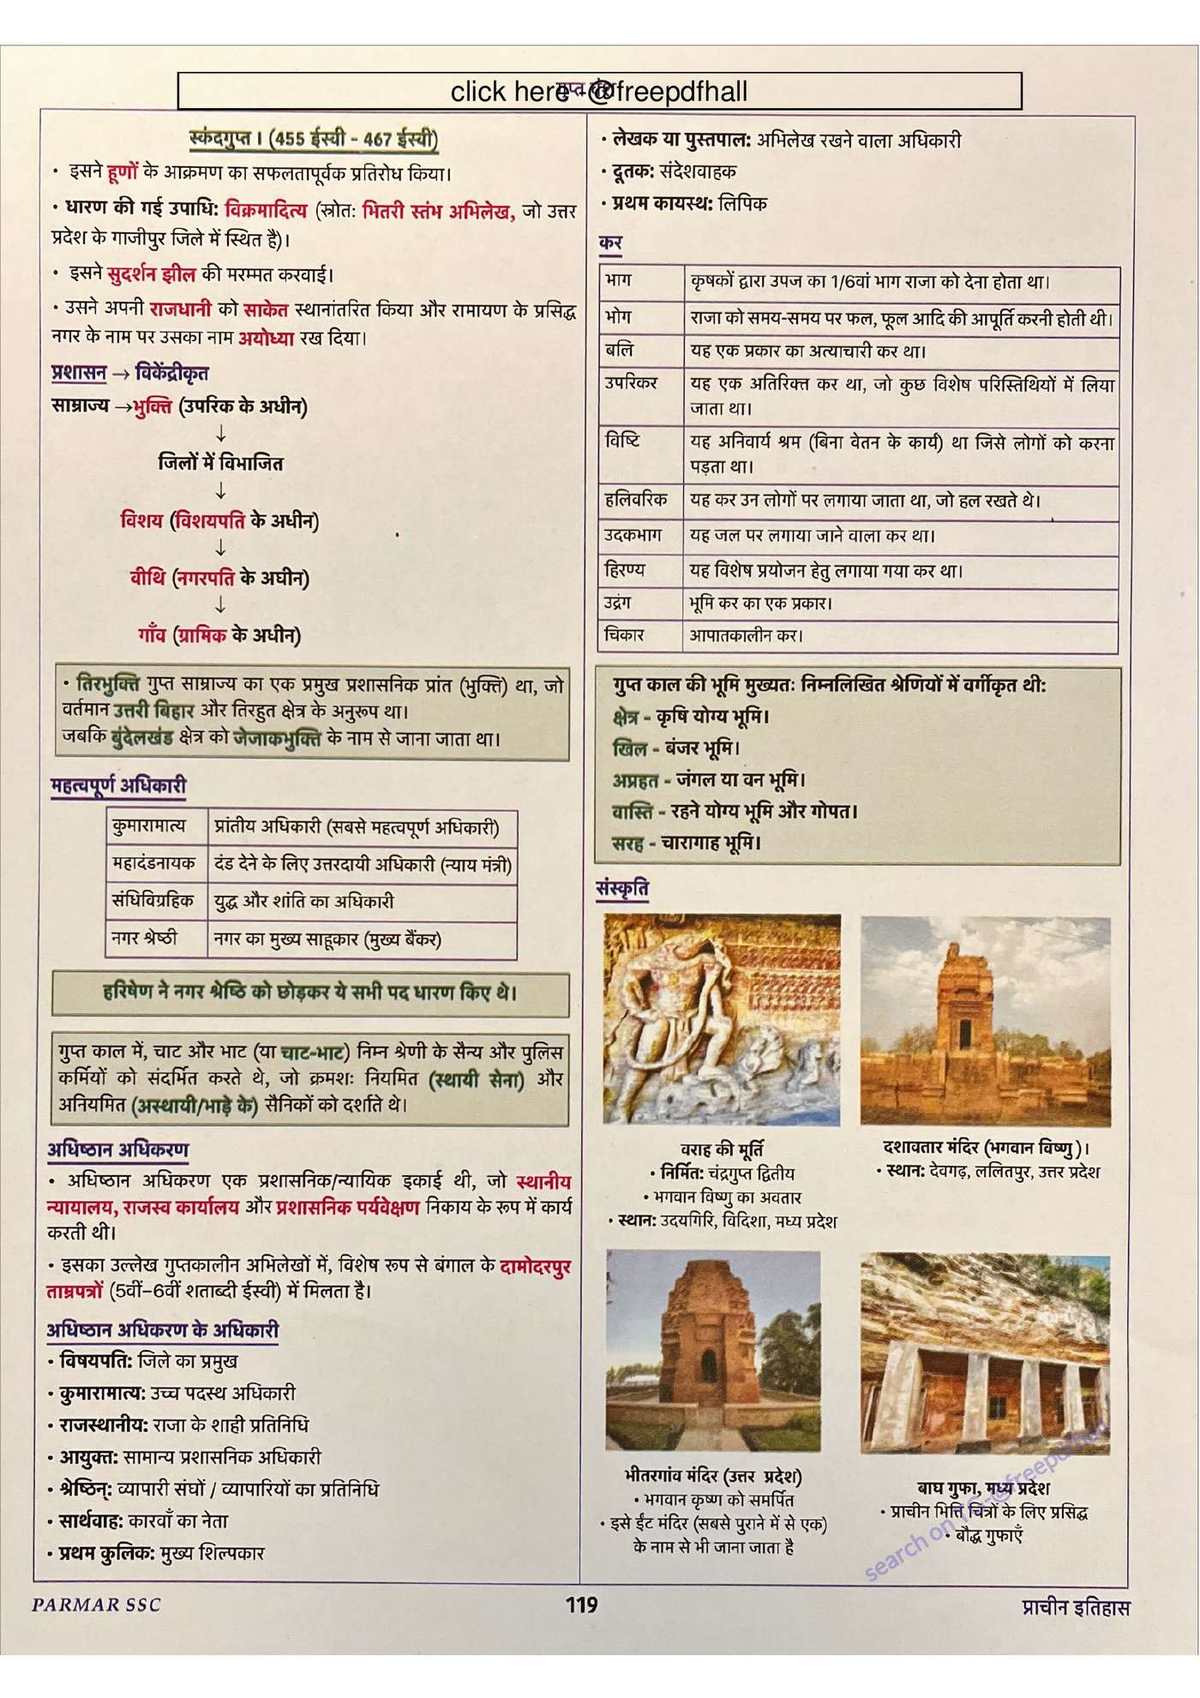 click here - @freepdfhall
स्कंदगुप्त I (455 ईस्वी - 467 ईस्वी)
• इसने हूणों के आक्रमण का सफलतापूर्वक प्रतिरोध किया।
• धारण की गई उपाधि: विक्रमादित्य (स्रोतः भितरी स्तंभ अभिलेख, जो उत्तर
प्रदेश के गाजीपुर जिले में स्थित है)।
• इसने सुदर्शन झील की मरम्मत करवाई।
• उसने अपनी राजधानी को साकेत स्थानांतरित किया और रामायण के प्रसिद्ध
नगर के नाम पर उसका नाम अयोध्या रख दिया।
प्रशासन → विकेंद्रीकृत
साम्राज्य →भुक्ति (उपरिक के अधीन)
↓
जिलों में विभाजित
↓
विशय (विशयपति के अधीन)
↓
वीथि (नगरपति के अधीन)
↓
गाँव (ग्रामिक के अधीन)
• तिरभुक्ति गुप्त साम्राज्य का एक प्रमुख प्रशासनिक प्रांत (भुक्ति) था, जो
वर्तमान उत्तरी बिहार और तिरहुत क्षेत्र के अनुरूप था।
जबकि बुंदेलखंड क्षेत्र को जेजाकभुक्ति के नाम से जाना जाता था।
महत्वपूर्ण अधिकारी
कुमारामात्य प्रांतीय अधिकारी (सबसे महत्वपूर्ण अधिकारी)
महादंडनायक दंड देने के लिए उत्तरदायी अधिकारी (न्याय मंत्री)
संधिविग्रहिक युद्ध और शांति का अधिकारी
नगर श्रेष्ठी नगर का मुख्य साहूकार (मुख्य बैंकर)
हरिषेण ने नगर श्रेष्ठि को छोड़कर ये सभी पद धारण किए थे।
गुप्त काल में, चाट और भाट (या चाट-भाट) निम्न श्रेणी के सैन्य और पुलिस
कर्मियों को संदर्भित करते थे, जो क्रमशः नियमित (स्थायी सेना) और
अनियमित (अस्थायी/भाड़े के) सैनिकों को दर्शाते थे।
अधिष्ठान अधिकरण
• अधिष्ठान अधिकरण एक प्रशासनिक/न्यायिक इकाई थी, जो स्थानीय
न्यायालय, राजस्व कार्यालय और प्रशासनिक पर्यवेक्षण निकाय के रूप में कार्य
करती थी।
• इसका उल्लेख गुप्तकालीन अभिलेखों में, विशेष रूप से बंगाल के दामोदरपुर
ताम्रपत्रों (5वीं–6वीं शताब्दी ईस्वी) में मिलता है।
अधिष्ठान अधिकरण के अधिकारी
• विषयपति: जिले का प्रमुख
• कुमारामात्य: उच्च पदस्थ अधिकारी
• राजस्थानीय: राजा के शाही प्रतिनिधि
• आयुक्त: सामान्य प्रशासनिक अधिकारी
• श्रेष्ठिन्: व्यापारी संघों / व्यापारियों का प्रतिनिधि
• सार्थवाह: कारवाँ का नेता
• प्रथम कुलिक: मुख्य शिल्पकार
• लेखक या पुस्तपाल: अभिलेख रखने वाला अधिकारी
• दूतक: संदेशवाहक
• प्रथम कायस्थ: लिपिक
कर
भाग कृषकों द्वारा उपज का 1/6वां भाग राजा को देना होता था।
भोग राजा को समय-समय पर फल, फूल आदि की आपूर्ति करनी होती थी।
बलि यह एक प्रकार का अत्याचारी कर था।
उपरिकर यह एक अतिरिक्त कर था, जो कुछ विशेष परिस्थितियों में लिया
जाता था।
विष्टि यह अनिवार्य श्रम (बिना वेतन के कार्य) था जिसे लोगों को करना
पड़ता था।
हलिवरिक यह कर उन लोगों पर लगाया जाता था, जो हल रखते थे।
उदकभाग यह जल पर लगाया जाने वाला कर था।
हिरण्य यह विशेष प्रयोजन हेतु लगाया गया कर था।
उद्रंग भूमि कर का एक प्रकार।
चिकार आपातकालीन कर।
गुप्त काल की भूमि मुख्यतः निम्नलिखित श्रेणियों में वर्गीकृत थी:
क्षेत्र - कृषि योग्य भूमि।
खिल - बंजर भूमि।
अप्रहत - जंगल या वन भूमि।
वास्ति - रहने योग्य भूमि और गोपत।
सरह - चारागाह भूमि।
संस्कृति
वराह की मूर्ति
• निर्मित: चंद्रगुप्त द्वितीय
• भगवान विष्णु का अवतार
• स्थान: उदयगिरि, विदिशा, मध्य प्रदेश
दशावतार मंदिर (भगवान विष्णु)।
• स्थान: देवगढ़, ललितपुर, उत्तर प्रदेश
भीतरगांव मंदिर (उत्तर प्रदेश)
• भगवान कृष्ण को समर्पित
• इसे ईंट मंदिर (सबसे पुराने में से एक)
के नाम से भी जाना जाता है
बाघ गुफा, मध्य प्रदेश
• प्राचीन भित्ति चित्रों के लिए प्रसिद्ध
• बौद्ध गुफाएँ
search on TG-@freepdfhall
PARMAR SSC
119
प्राचीन इतिहास